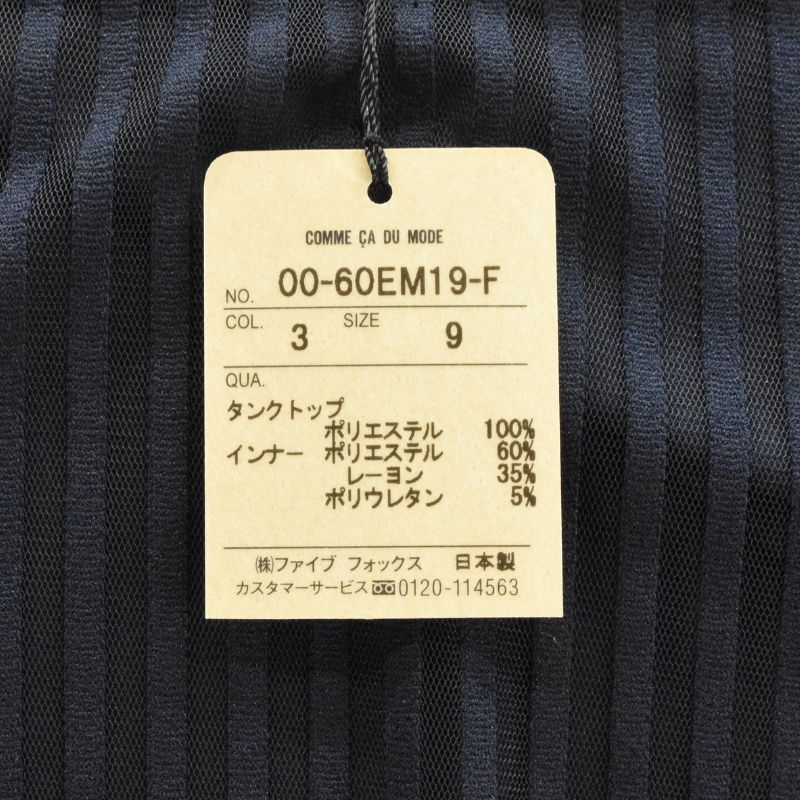 COMME ÇA DU MODE
NO. 00-60EM19-F
COL. 3 SIZE 9
QUA.
タンクトップ
ポリエステル 100%
インナー ポリエステル 60%
レーヨン 35%
ポリウレタン 5%
(株)ファイブ フォックス 日本製
カスタマーサービス 0120-114563